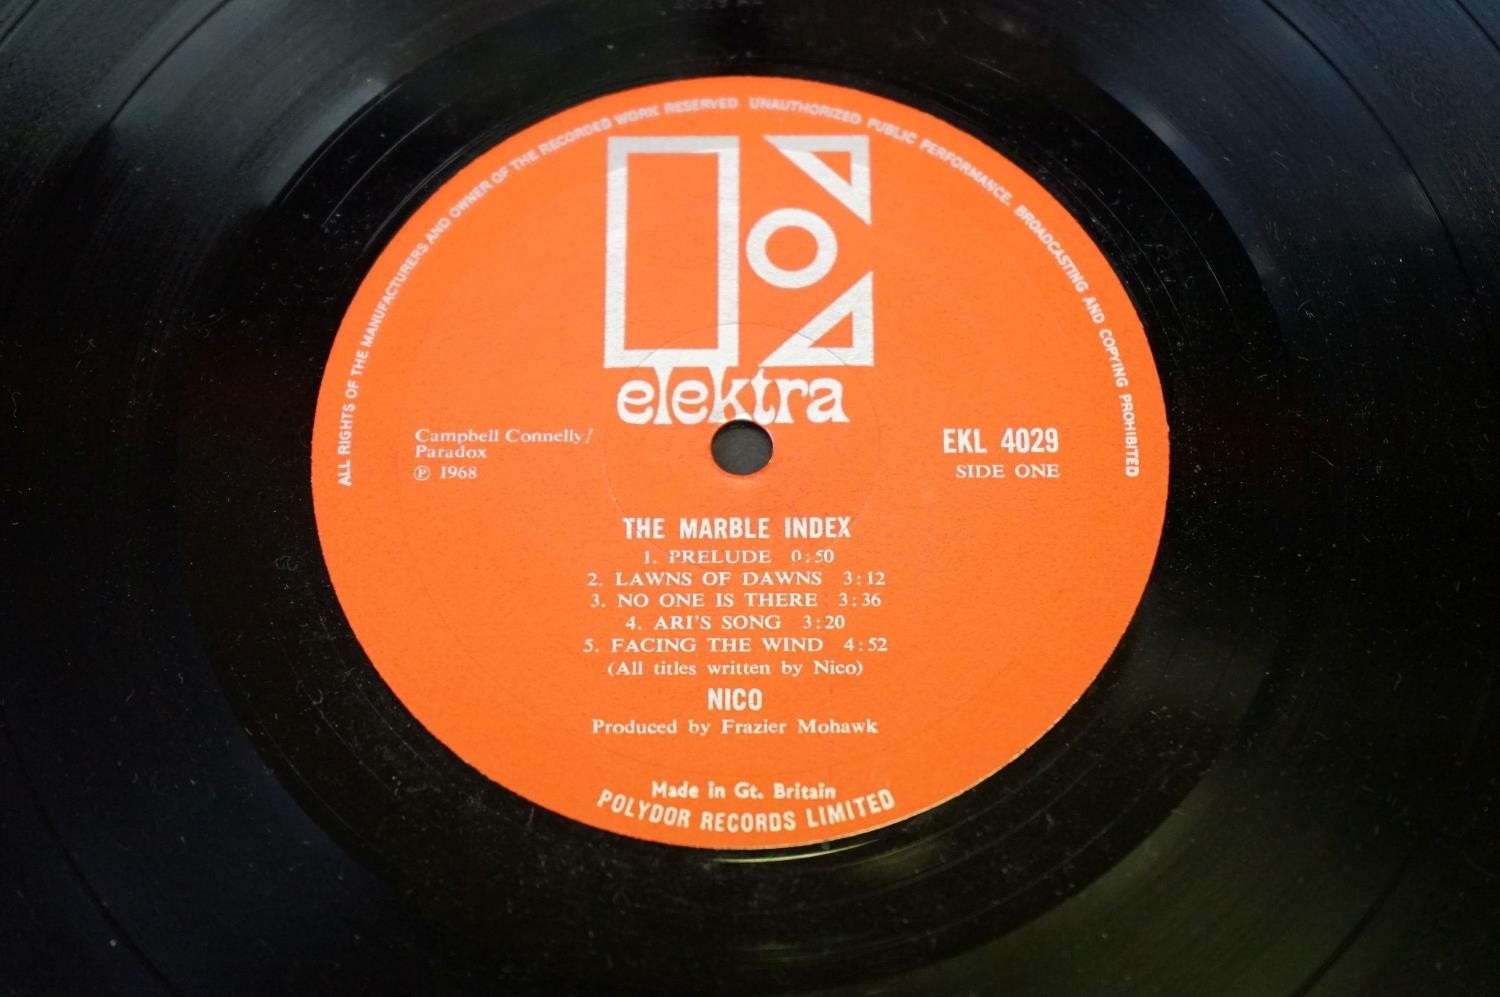 ALL RIGHTS OF THE MANUFACTURERS AND OWNER OF THE RECORDED WORK RESERVED UNAUTHORIZED PUBLIC PERFORMANCE, BROADCASTING AND COPYING PROHIBITED
elektra
Campbell Connelly/
Paradox
℗ 1968
EKL 4029
SIDE ONE
THE MARBLE INDEX
1. PRELUDE 0:50
2. LAWNS OF DAWNS 3:12
3. NO ONE IS THERE 3:36
4. ARI'S SONG 3:20
5. FACING THE WIND 4:52
(All titles written by Nico)
NICO
Produced by Frazier Mohawk
Made in Gt. Britain
POLYDOR RECORDS LIMITED